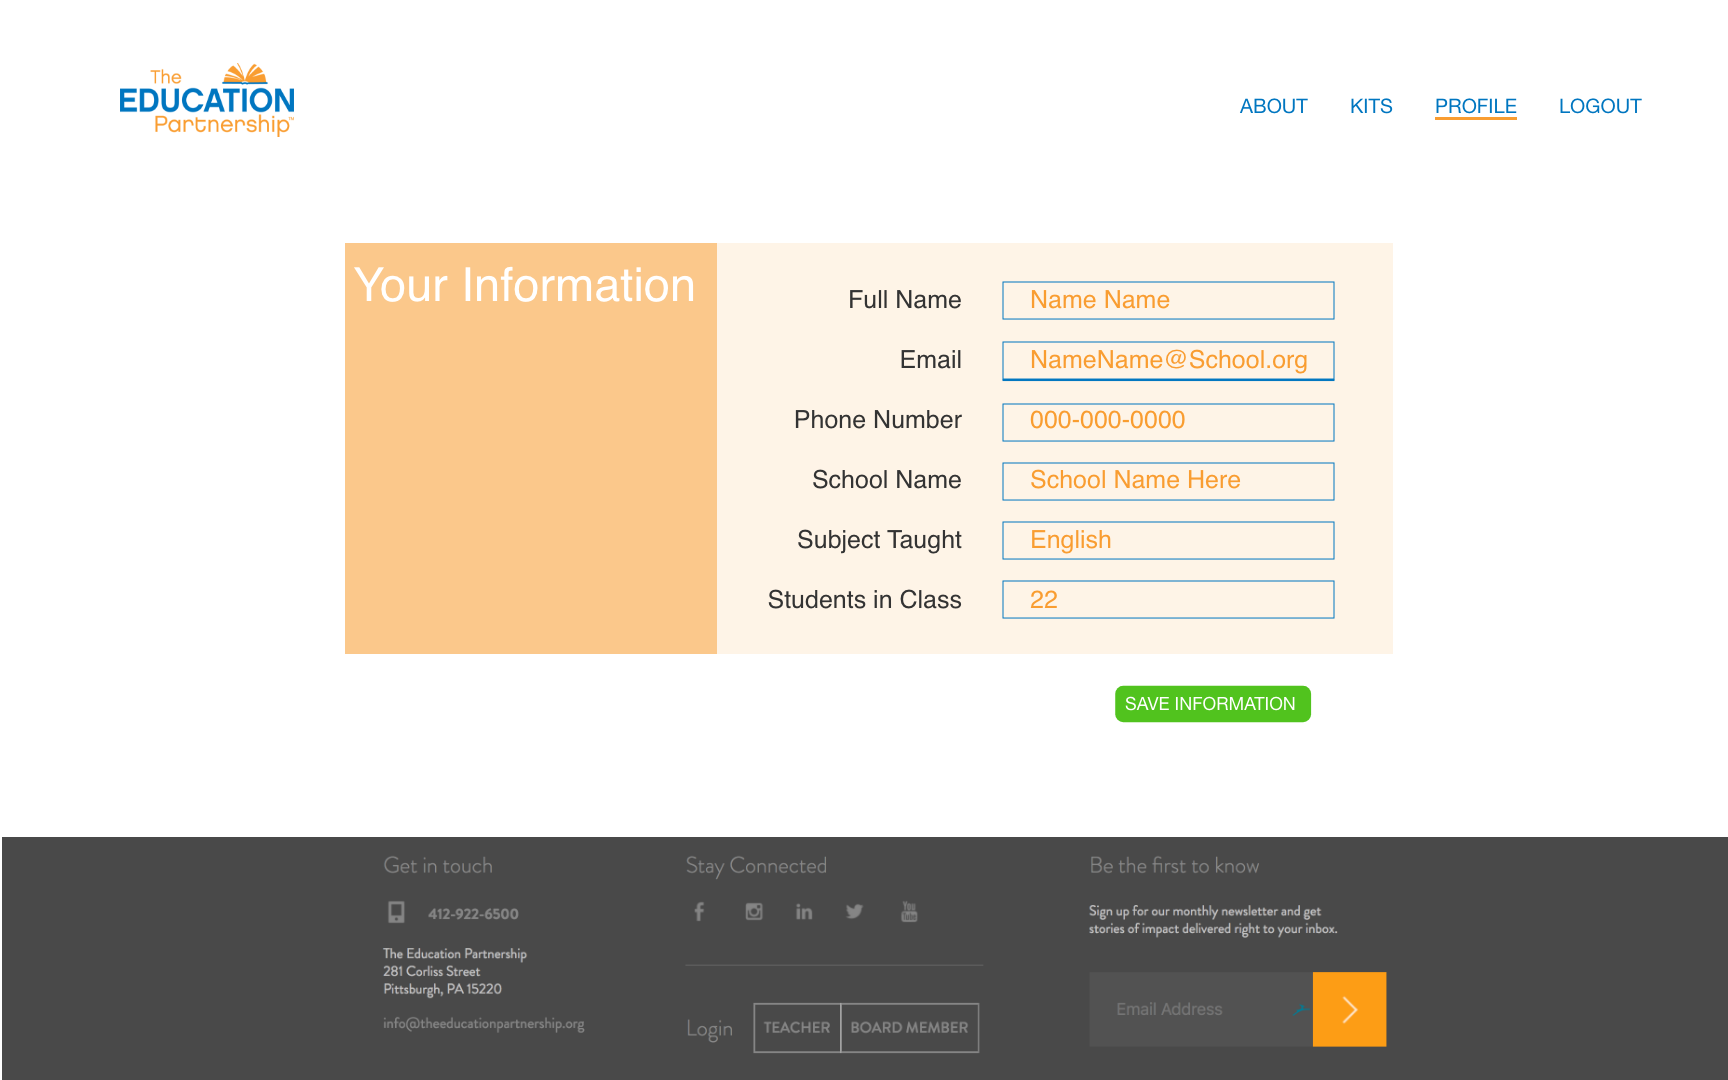 The
EDUCATION
Partnership™
ABOUT KITS PROFILE LOGOUT
Your Information
Full Name Name Name
Email NameName@School.org
Phone Number 000-000-0000
School Name School Name Here
Subject Taught English
Students in Class 22
SAVE INFORMATION
Get in touch
412-922-6500
The Education Partnership
281 Corliss Street
Pittsburgh, PA 15220
info@theeducationpartnership.org
Stay Connected
f in You Tube
Login TEACHER BOARD MEMBER
Be the first to know
Sign up for our monthly newsletter and get
stories of impact delivered right to your inbox.
Email Address